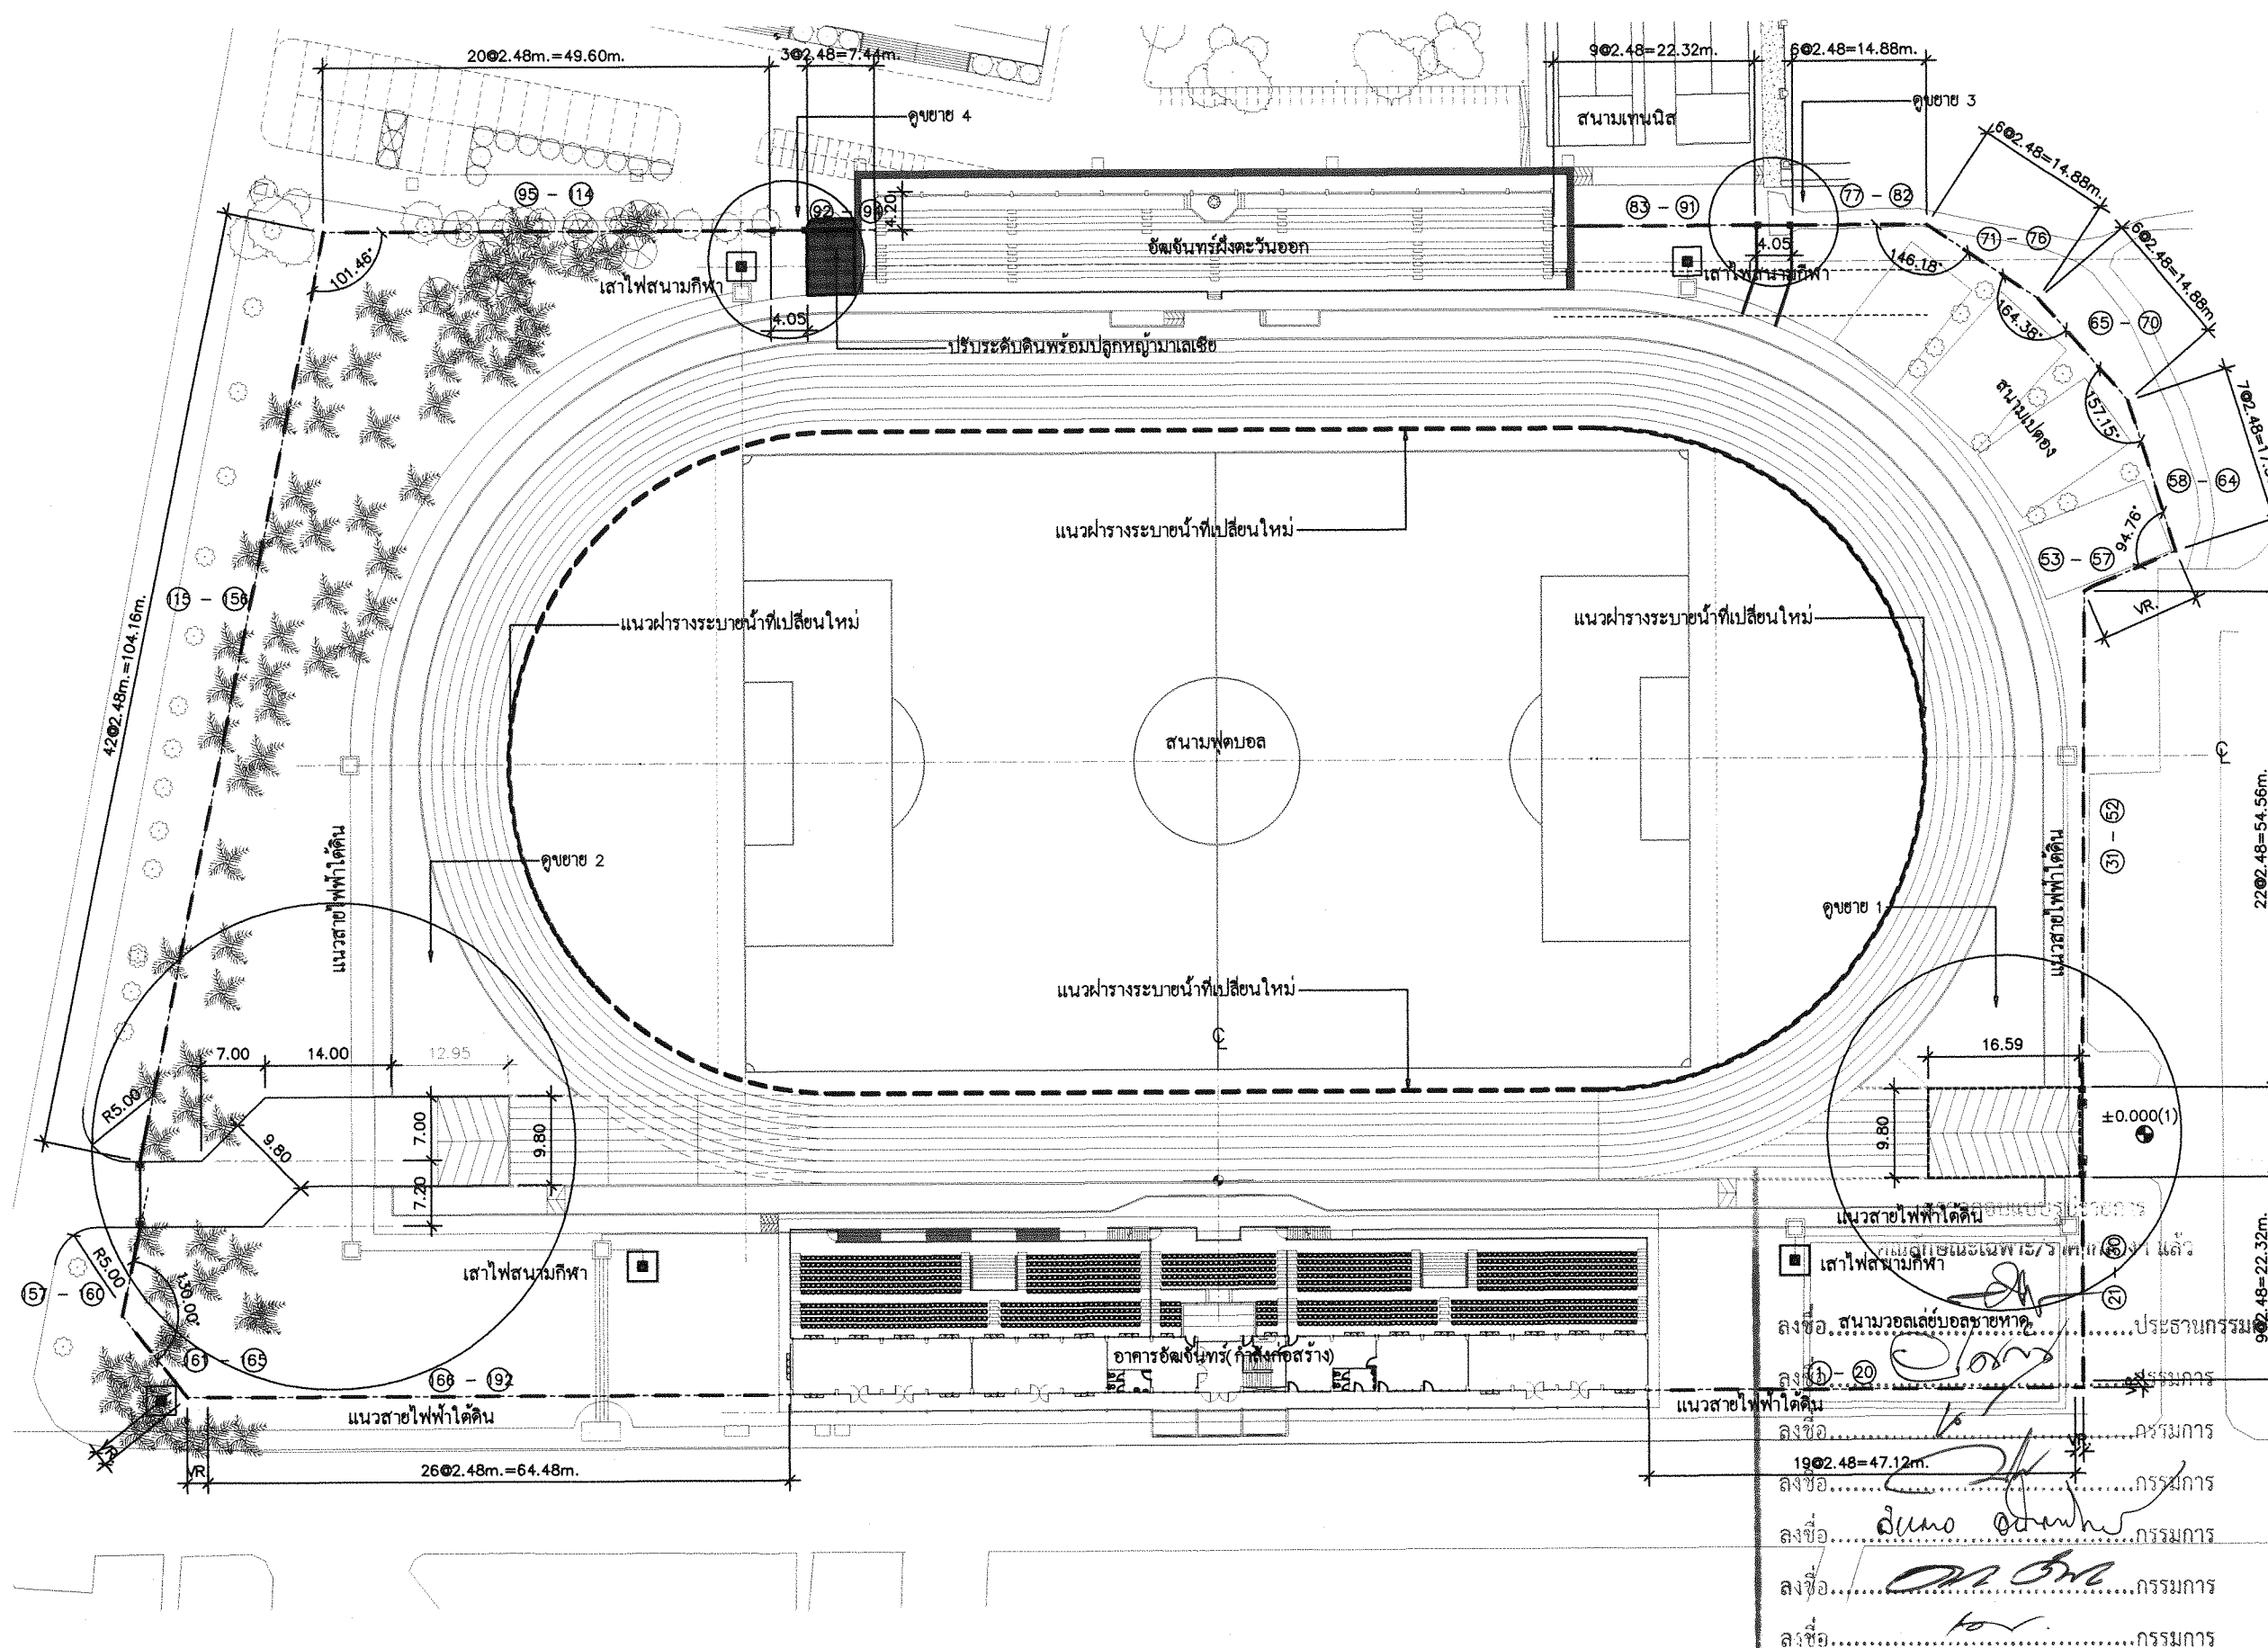 20@2.48m.=49.60m.
3@2.48=7.44m.
9@2.48=22.32m.
6@2.48=14.88m.
ดูขยาย 4
ดูขยาย 3
สนามเทนนิส
6@2.48=14.88m.
95 - 114
92 - 94
4.20
83 - 91
77 - 82
71 - 76
6@2.48=14.88m.
101.46°
อัฒจันทร์ฝั่งตะวันออก
4.05
146.18°
เสาไฟสนามกีฬา
เสาไฟสนามกีฬา
4.05
164.38°
65 - 70
ปรับระดับดินพร้อมปลูกหญ้ามาเลเซีย
สนามเปตอง
157.15°
58 - 64
94.76°
แนวฝารางระบายน้ำที่เปลี่ยนใหม่
53 - 57
115 - 156
VR.
แนวฝารางระบายน้ำที่เปลี่ยนใหม่
แนวฝารางระบายน้ำที่เปลี่ยนใหม่
42@2.48m.=104.16m.
สนามฟุตบอล
22@2.48=54.56m.
31 - 52
ดูขยาย 2
แนวสายไฟฟ้าใต้ดิน
แนวสายไฟฟ้าใต้ดิน
ดูขยาย 1
แนวฝารางระบายน้ำที่เปลี่ยนใหม่
7.00
14.00
12.95
16.59
R5.00
7.00
9.80
9.80
9.80
±0.000(1)
7.20
แนวสายไฟฟ้าใต้ดิน
R5.00
130.00°
เสาไฟสนามกีฬา
เสาไฟสนามกีฬา
แล้ว
157 - 160
21 - 30
9@2.48=22.32m.
ลงชื่อ
สนามวอลเล่ย์บอลชายหาด
ประธานกรรม
161 - 165
166 - 192
อาคารอัฒจันทร์(กำลังก่อสร้าง)
ลงชื่อ
1 - 20
กรรมการ
แนวสายไฟฟ้าใต้ดิน
แนวสายไฟฟ้าใต้ดิน
ลงชื่อ
กรรมการ
VR
VR
VR
26@2.48m.=64.48m.
19@2.48=47.12m.
ลงชื่อ
กรรมการ
ลงชื่อ
กรรมการ
ลงชื่อ
กรรมการ
ลงชื่อ
กรรมการ